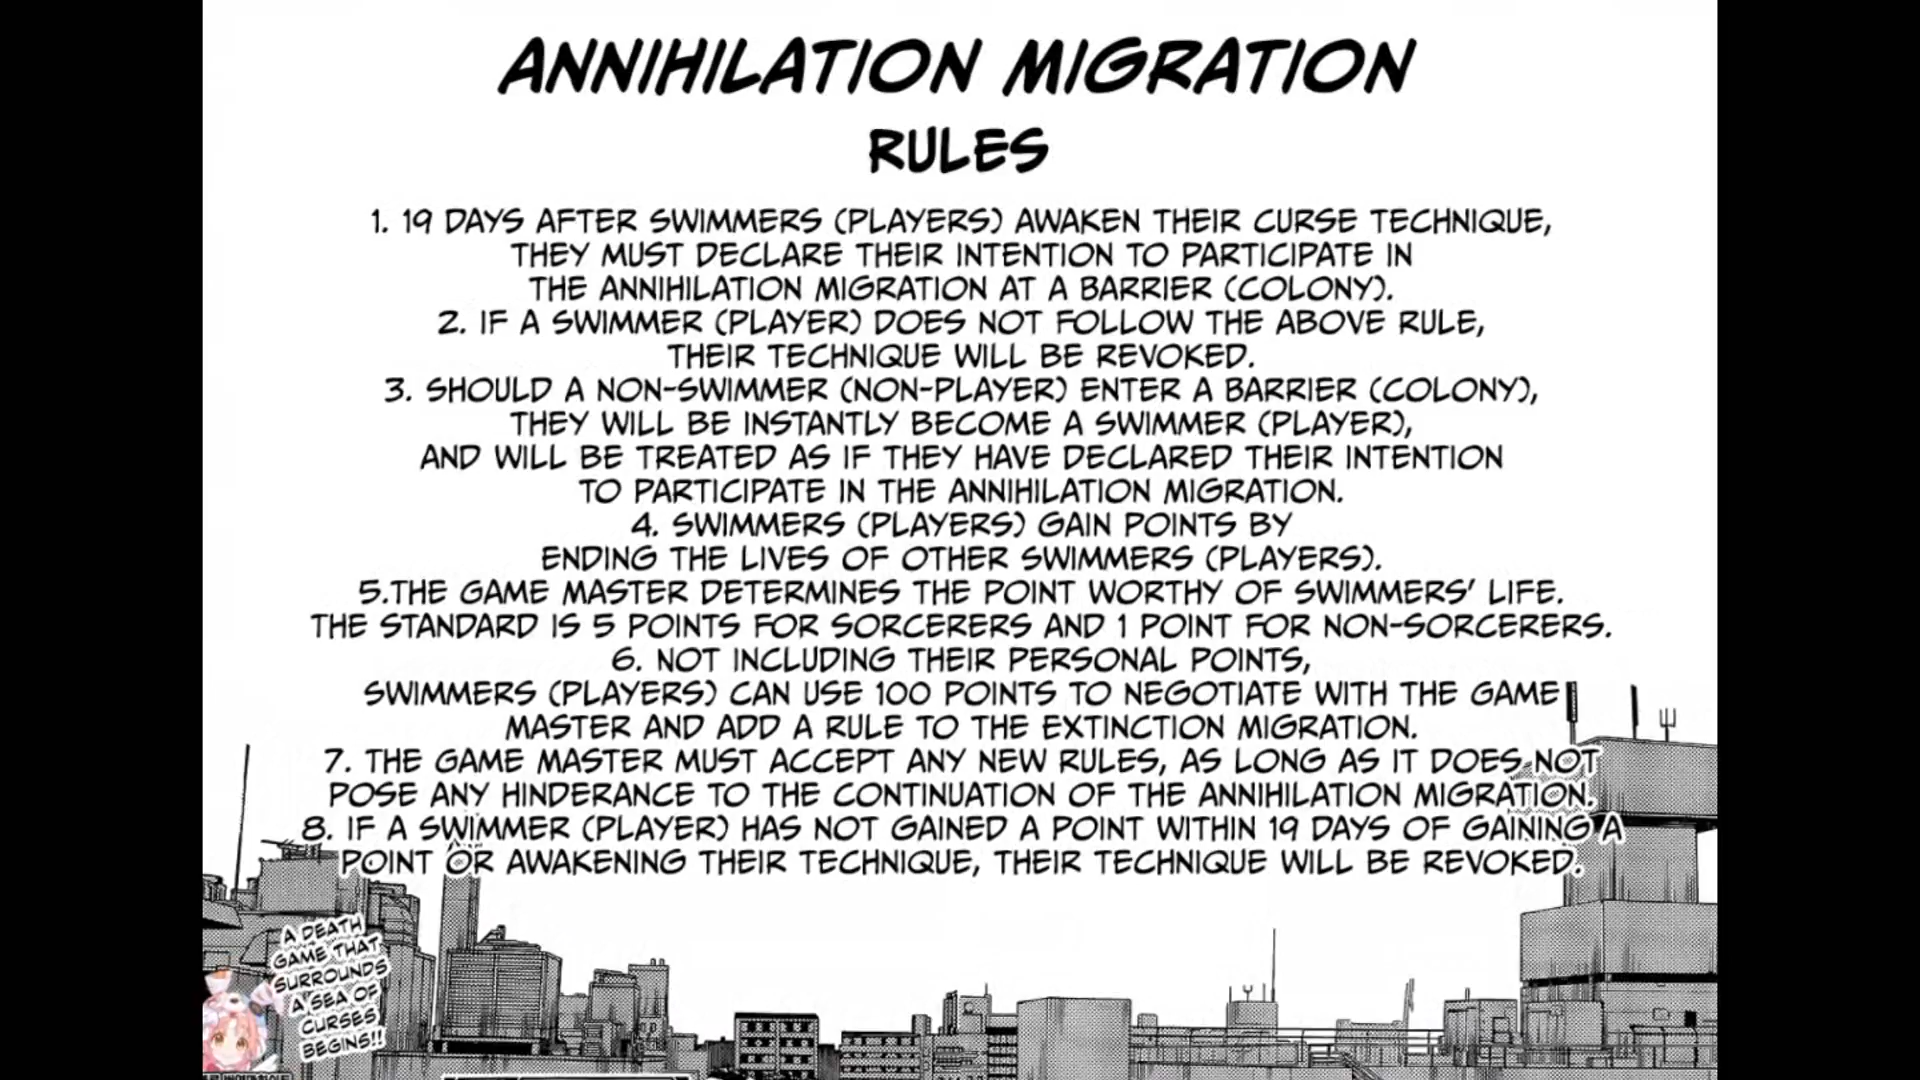 ANNIHILATION MIGRATION
RULES
1. 19 DAYS AFTER SWIMMERS (PLAYERS) AWAKEN THEIR CURSE TECHNIQUE,
THEY MUST DECLARE THEIR INTENTION TO PARTICIPATE IN
THE ANNIHILATION MIGRATION AT A BARRIER (COLONY).
2. IF A SWIMMER (PLAYER) DOES NOT FOLLOW THE ABOVE RULE,
THEIR TECHNIQUE WILL BE REVOKED.
3. SHOULD A NON-SWIMMER (NON-PLAYER) ENTER A BARRIER (COLONY),
THEY WILL BE INSTANTLY BECOME A SWIMMER (PLAYER),
AND WILL BE TREATED AS IF THEY HAVE DECLARED THEIR INTENTION
TO PARTICIPATE IN THE ANNIHILATION MIGRATION.
4. SWIMMERS (PLAYERS) GAIN POINTS BY
ENDING THE LIVES OF OTHER SWIMMERS (PLAYERS).
5.THE GAME MASTER DETERMINES THE POINT WORTHY OF SWIMMERS' LIFE.
THE STANDARD IS 5 POINTS FOR SORCERERS AND 1 POINT FOR NON-SORCERERS.
6. NOT INCLUDING THEIR PERSONAL POINTS,
SWIMMERS (PLAYERS) CAN USE 100 POINTS TO NEGOTIATE WITH THE GAME
MASTER AND ADD A RULE TO THE EXTINCTION MIGRATION.
7. THE GAME MASTER MUST ACCEPT ANY NEW RULES, AS LONG AS IT DOES NOT
POSE ANY HINDERANCE TO THE CONTINUATION OF THE ANNIHILATION MIGRATION.
8. IF A SWIMMER (PLAYER) HAS NOT GAINED A POINT WITHIN 19 DAYS OF GAINING A
POINT OR AWAKENING THEIR TECHNIQUE, THEIR TECHNIQUE WILL BE REVOKED.
A DEATH
GAME THAT
SURROUNDS
A SEA OF
CURSES
BEGINS!!